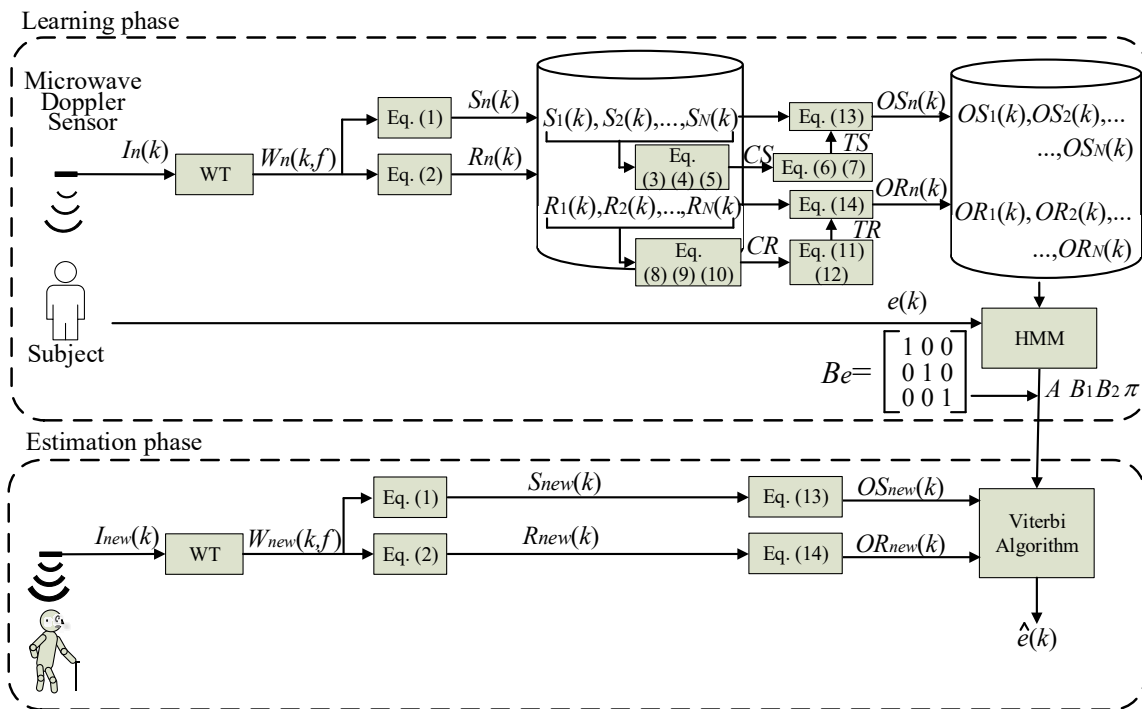 Learning phase
Microwave
Doppler
Sensor
In(k)
WT
Wn(k,f)
Eq. (1)
Sn(k)
Eq. (2)
Rn(k)
S1(k), S2(k),...,SN(k)
Eq.
(3) (4) (5)
CS
Eq. (6) (7)
TS
Eq. (13)
OSn(k)
R1(k),R2(k),...,RN(k)
Eq.
(8) (9) (10)
CR
Eq. (11)
(12)
TR
Eq. (14)
ORn(k)
OS1(k),OS2(k),...
...,OSN(k)
OR1(k), OR2(k),...
...,ORN(k)
Subject
e(k)
HMM
Be=
1 0 0
0 1 0
0 0 1
A B1B2 π
Estimation phase
Inew(k)
WT
Wnew(k,f)
Eq. (1)
Snew(k)
Eq. (13)
OSnew(k)
Eq. (2)
Rnew(k)
Eq. (14)
ORnew(k)
Viterbi
Algorithm
ê(k)